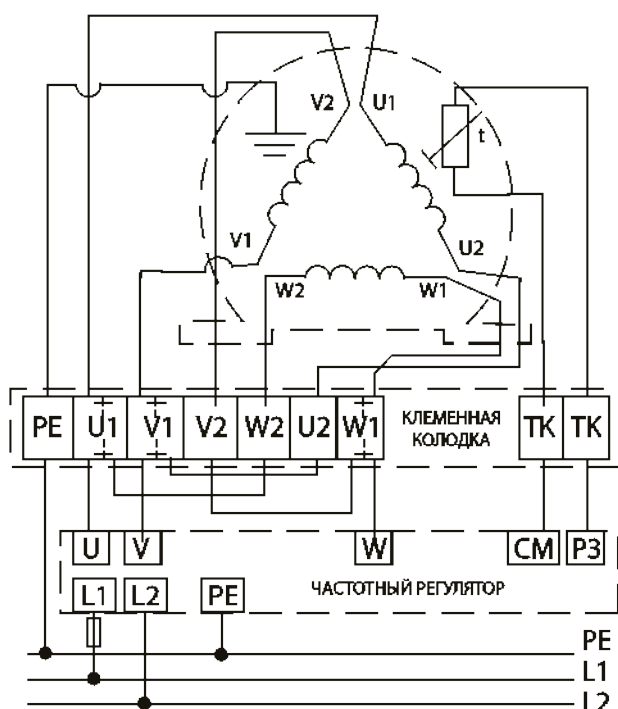 V2 U1
t
V1 U2
W2 W1
PE U1 V1 V2 W2 U2 W1 КЛЕМЕННАЯ КОЛОДКА TK TK
U V W CM P3
ЧАСТОТНЫЙ РЕГУЛЯТОР
L1 L2 PE
PE
L1
L2